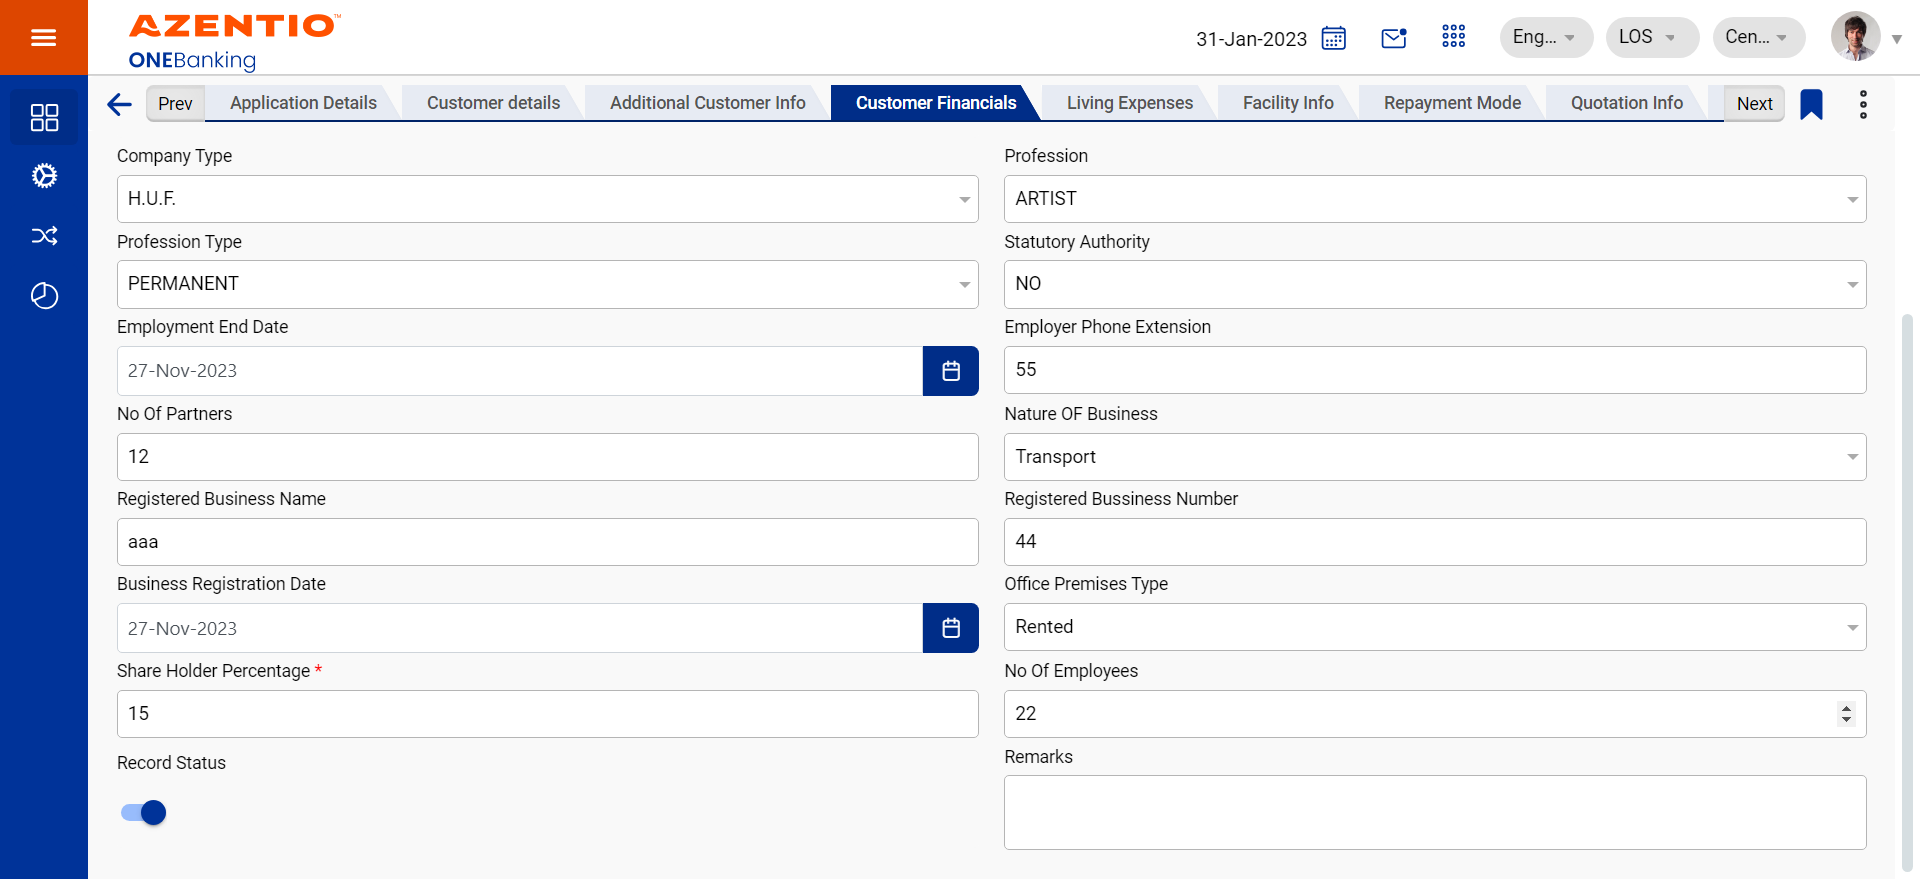 AZENTIO™
ONEBanking
31-Jan-2023
Eng...
LOS
Cen...
Prev
Application Details
Customer details
Additional Customer Info
Customer Financials
Living Expenses
Facility Info
Repayment Mode
Quotation Info
Next
Company Type
Profession
H.U.F.
ARTIST
Profession Type
Statutory Authority
PERMANENT
NO
Employment End Date
Employer Phone Extension
27-Nov-2023
55
No Of Partners
Nature OF Business
12
Transport
Registered Business Name
Registered Bussiness Number
aaa
44
Business Registration Date
Office Premises Type
27-Nov-2023
Rented
Share Holder Percentage *
No Of Employees
15
22
Record Status
Remarks